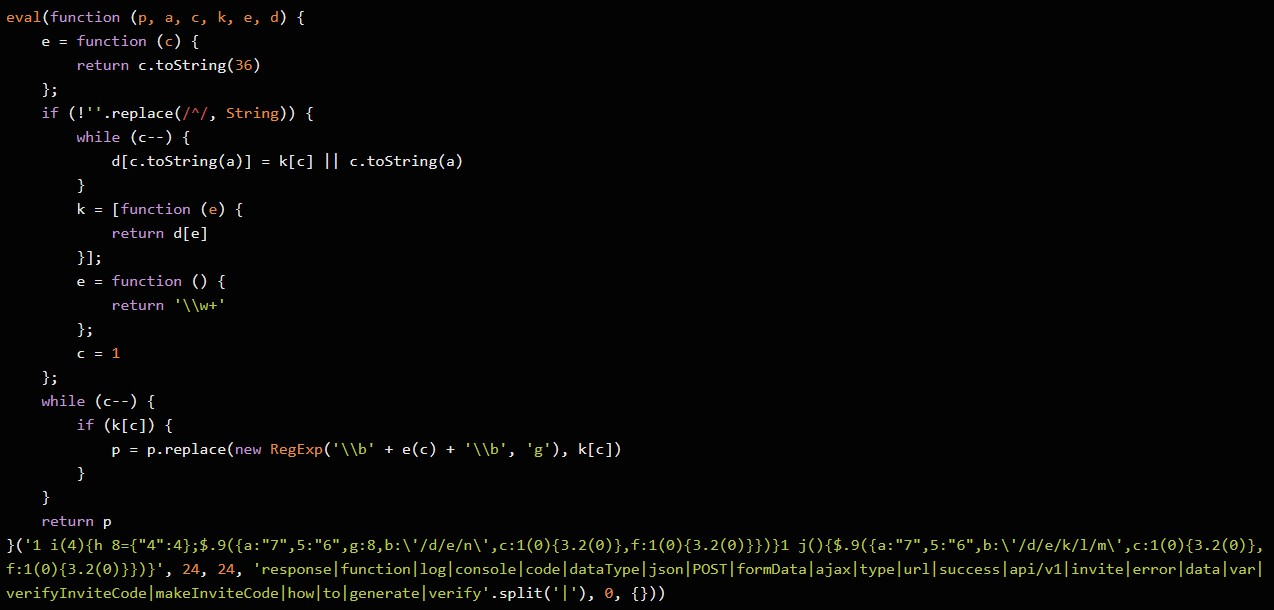 eval(function (p, a, c, k, e, d) {
    e = function (c) {
        return c.toString(36)
    };
    if (!''.replace(/^/, String)) {
        while (c--) {
            d[c.toString(a)] = k[c] || c.toString(a)
        }
        k = [function (e) {
            return d[e]
        }];
        e = function () {
            return '\\w+'
        };
        c = 1
    };
    while (c--) {
        if (k[c]) {
            p = p.replace(new RegExp('\\b' + e(c) + '\\b', 'g'), k[c])
        }
    }
    return p
}('1 i(4){h 8={"4":4};$.9({a:"7",5:"6",g:8,b:\'/d/e/n\',c:1(0){3.2(0)},f:1(0){3.2(0)}})}1 j(){$.9({a:"7",5:"6",b:\'/d/e/k/l/m\',c:1(0){3.2(0)},
f:1(0){3.2(0)}})}', 24, 24, 'response|function|log|console|code|dataType|json|POST|formData|ajax|type|url|success|api/v1|invite|error|data|var|
verifyInviteCode|makeInviteCode|how|to|generate|verify'.split('|'), 0, {}))